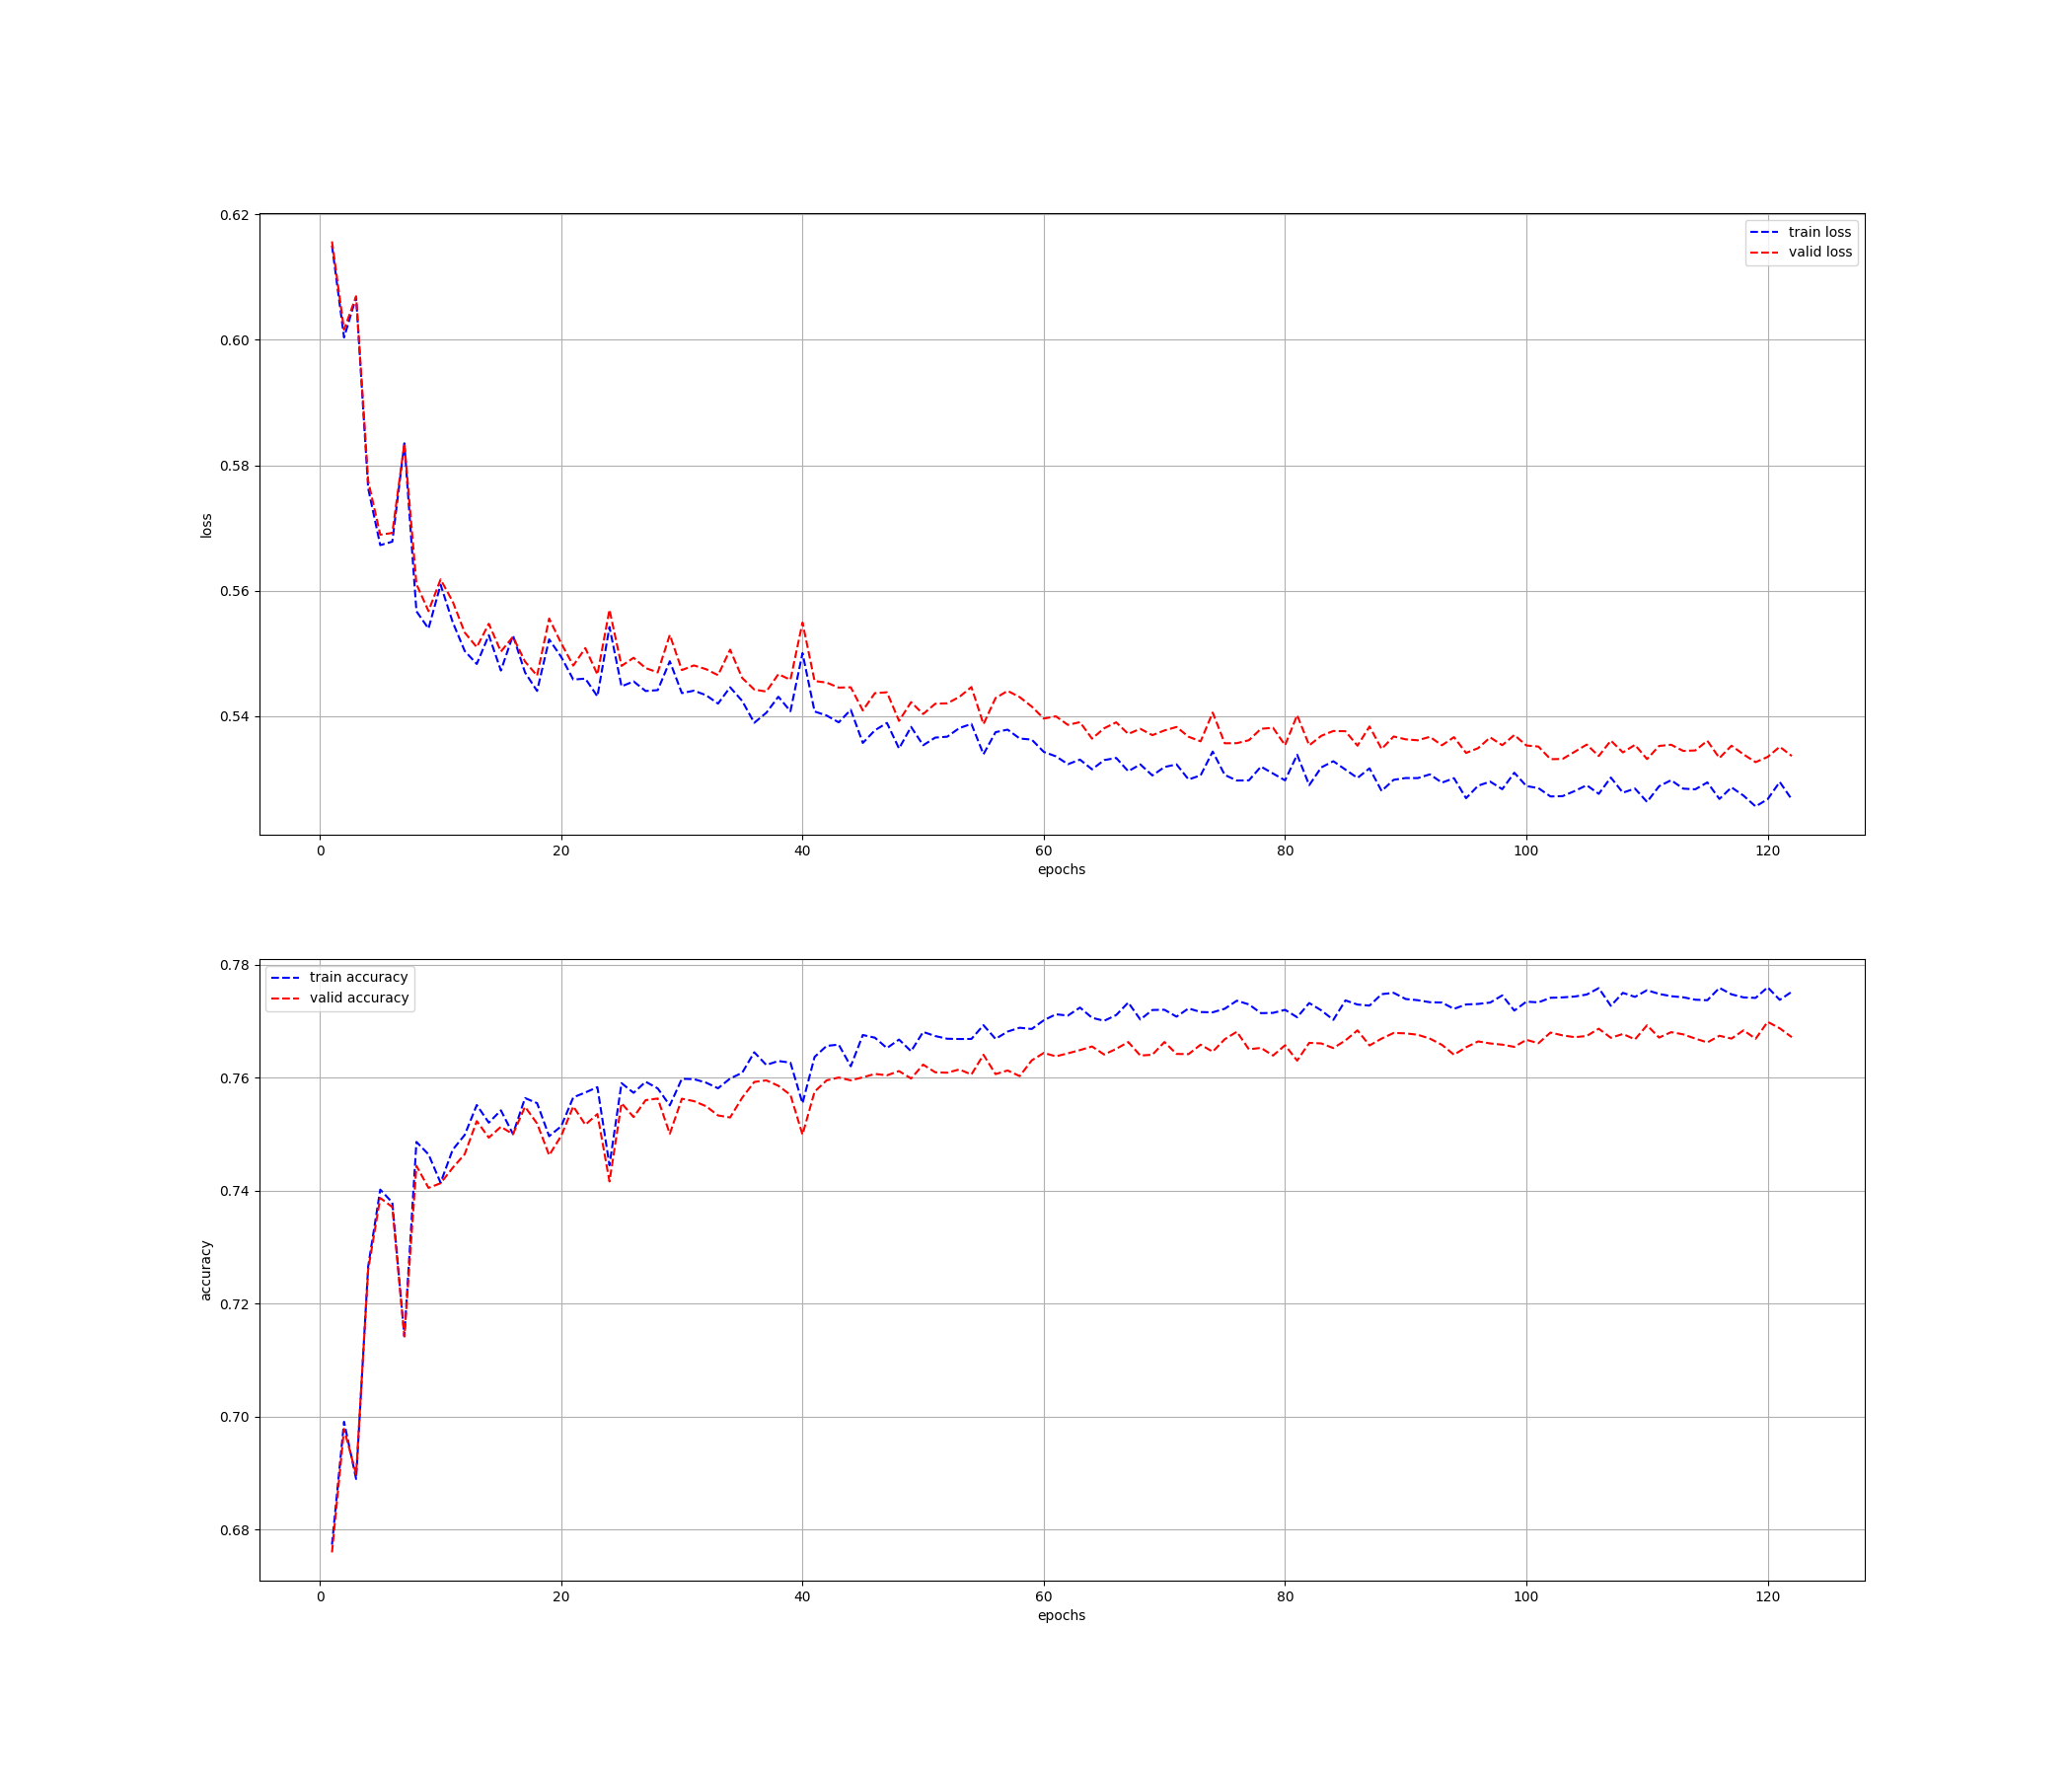 0.62
0.60
0.58
0.56
0.54
loss
train loss
valid loss
0 20 40 60 80 100 120
epochs
0.78
0.76
0.74
0.72
0.70
0.68
accuracy
train accuracy
valid accuracy
0 20 40 60 80 100 120
epochs